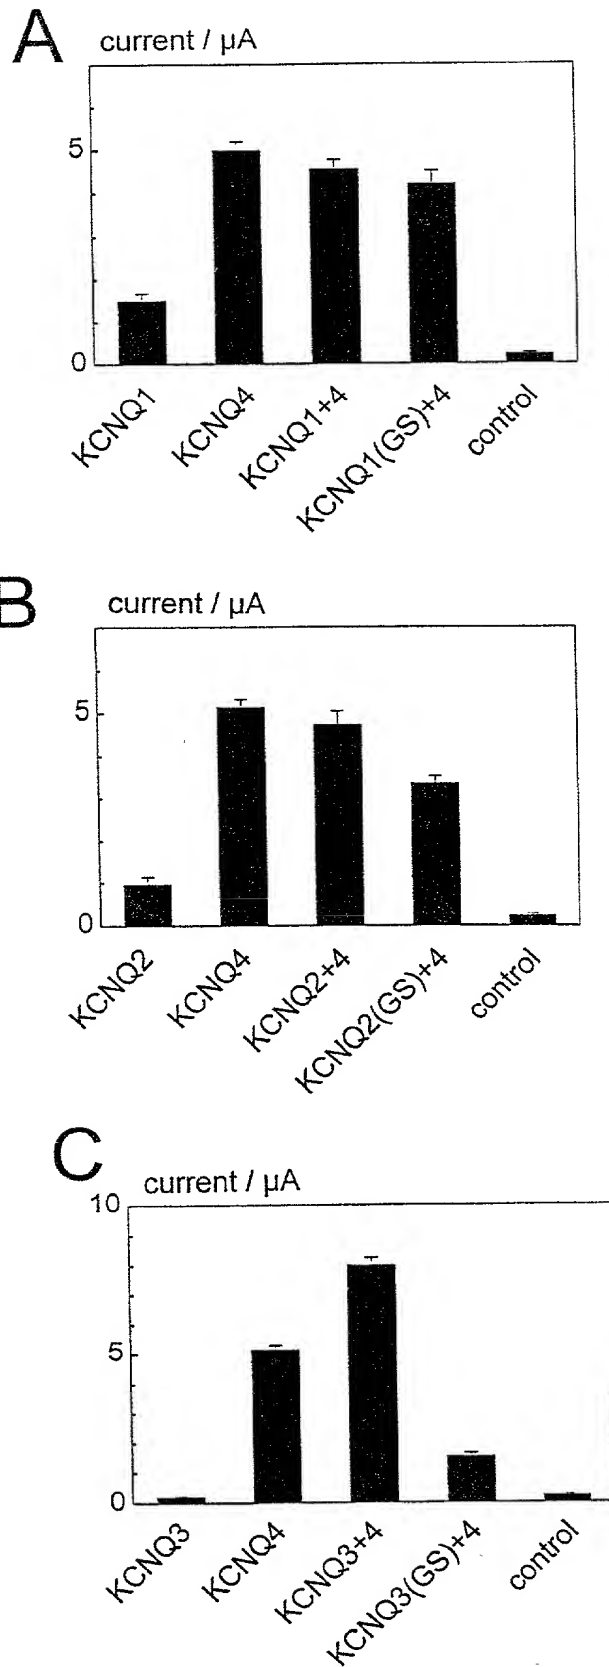 A
current / µA
5
0
KCNQ1
KCNQ4
KCNQ1+4
KCNQ1(GS)+4
control
B
current / µA
5
0
KCNQ2
KCNQ4
KCNQ2+4
KCNQ2(GS)+4
control
C
current / µA
10
5
0
KCNQ3
KCNQ4
KCNQ3+4
KCNQ3(GS)+4
control